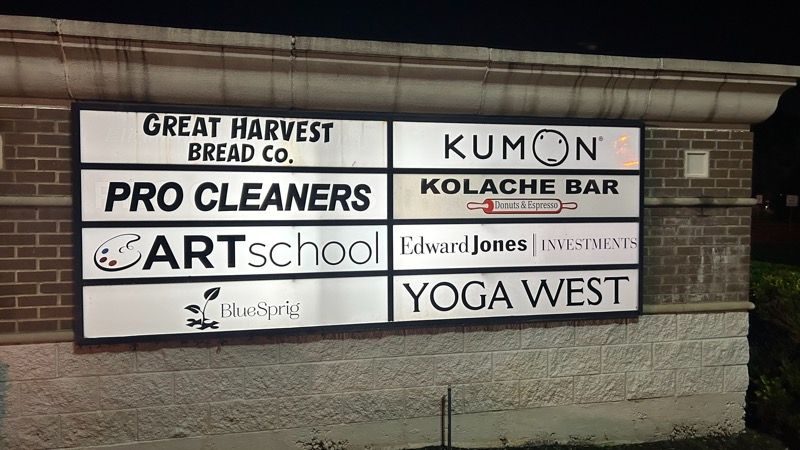 GREAT HARVEST
BREAD CO.
PRO CLEANERS
ARTschool
BlueSprig
KUMON®
KOLACHE BAR
Donuts & Espresso
Edward Jones | INVESTMENTS
YOGA WEST